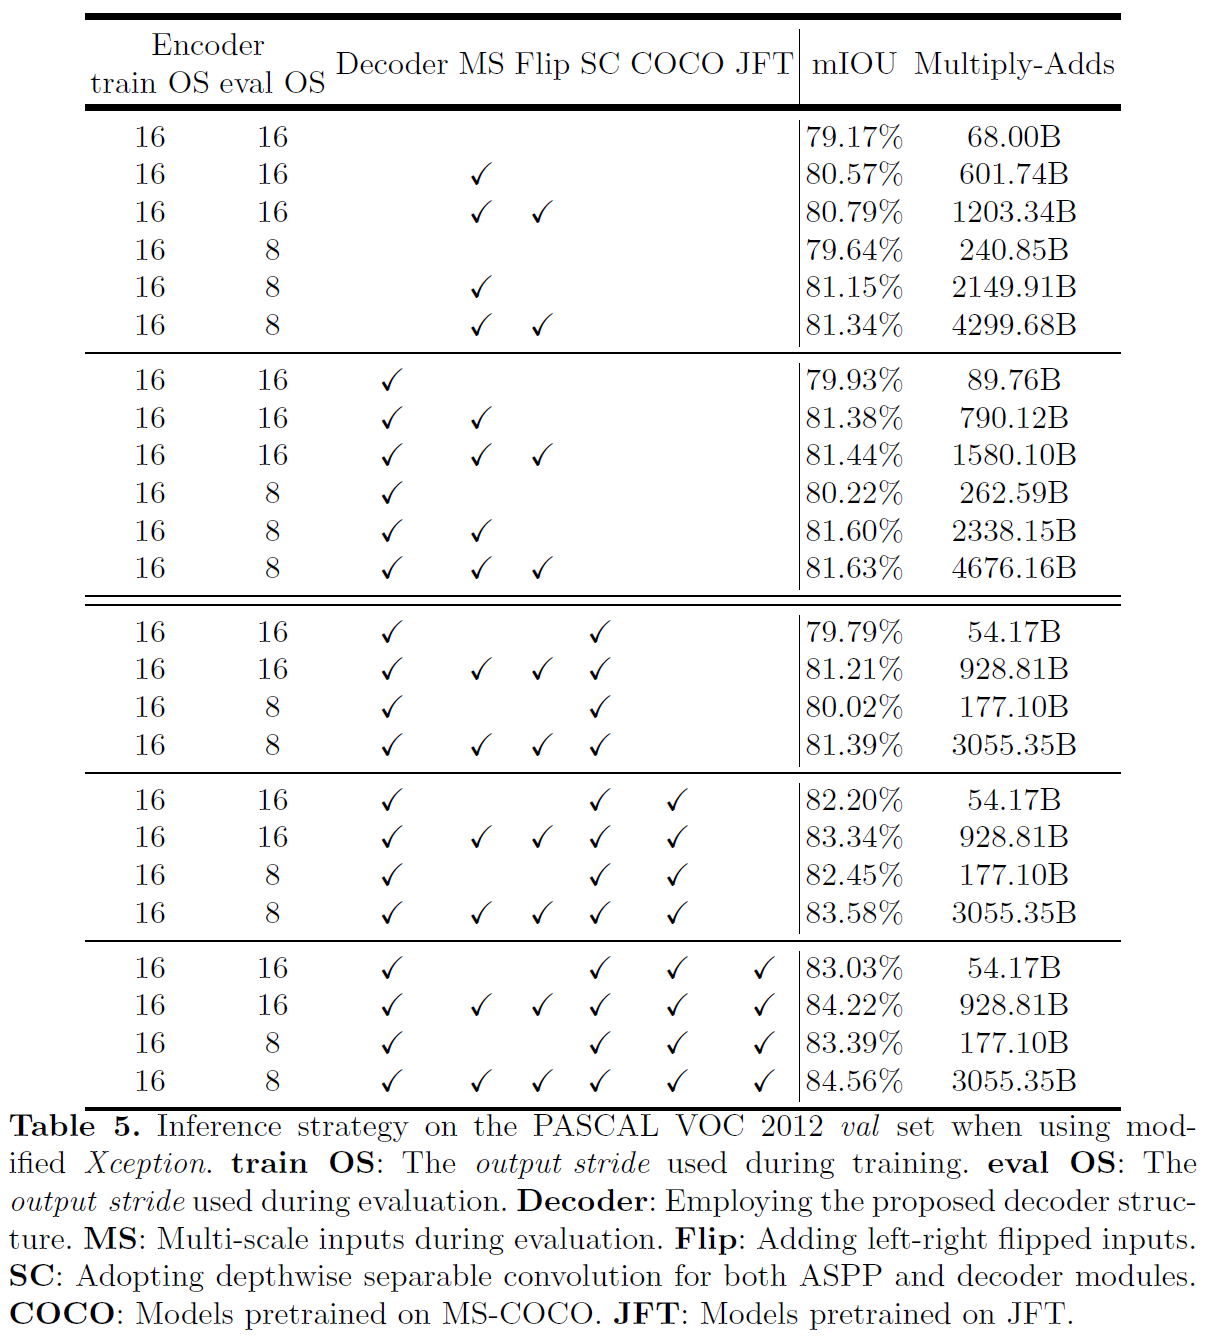 Encoder
train OS eval OS Decoder MS Flip SC COCO JFT mIOU Multiply-Adds
16 16 79.17% 68.00B
16 16 ✓ 80.57% 601.74B
16 16 ✓ ✓ 80.79% 1203.34B
16 8 79.64% 240.85B
16 8 ✓ 81.15% 2149.91B
16 8 ✓ ✓ 81.34% 4299.68B
16 16 ✓ 79.93% 89.76B
16 16 ✓ ✓ 81.38% 790.12B
16 16 ✓ ✓ ✓ 81.44% 1580.10B
16 8 ✓ 80.22% 262.59B
16 8 ✓ ✓ 81.60% 2338.15B
16 8 ✓ ✓ ✓ 81.63% 4676.16B
16 16 ✓ ✓ 79.79% 54.17B
16 16 ✓ ✓ ✓ ✓ 81.21% 928.81B
16 8 ✓ ✓ 80.02% 177.10B
16 8 ✓ ✓ ✓ ✓ 81.39% 3055.35B
16 16 ✓ ✓ ✓ 82.20% 54.17B
16 16 ✓ ✓ ✓ ✓ ✓ 83.34% 928.81B
16 8 ✓ ✓ ✓ 82.45% 177.10B
16 8 ✓ ✓ ✓ ✓ ✓ 83.58% 3055.35B
16 16 ✓ ✓ ✓ ✓ 83.03% 54.17B
16 16 ✓ ✓ ✓ ✓ ✓ ✓ 84.22% 928.81B
16 8 ✓ ✓ ✓ ✓ 83.39% 177.10B
16 8 ✓ ✓ ✓ ✓ ✓ ✓ 84.56% 3055.35B
Table 5. Inference strategy on the PASCAL VOC 2012 val set when using mod-
ified Xception. train OS: The output stride used during training. eval OS: The
output stride used during evaluation. Decoder: Employing the proposed decoder struc-
ture. MS: Multi-scale inputs during evaluation. Flip: Adding left-right flipped inputs.
SC: Adopting depthwise separable convolution for both ASPP and decoder modules.
COCO: Models pretrained on MS-COCO. JFT: Models pretrained on JFT.